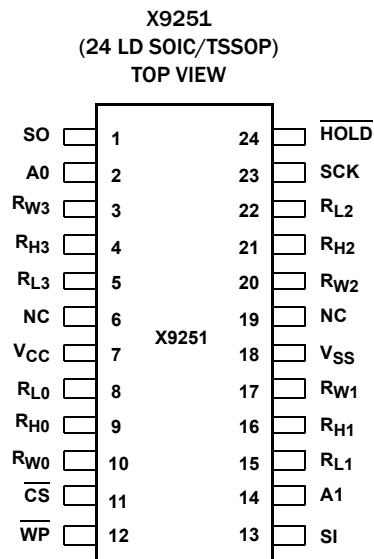 X9251
(24 LD SOIC/TSSOP)
TOP VIEW
SO 1 24 HOLD
A0 2 23 SCK
RW3 3 22 RL2
RH3 4 21 RH2
RL3 5 20 RW2
NC 6 19 NC
X9251
VCC 7 18 VSS
RL0 8 17 RW1
RH0 9 16 RH1
RW0 10 15 RL1
CS 11 14 A1
WP 12 13 SI